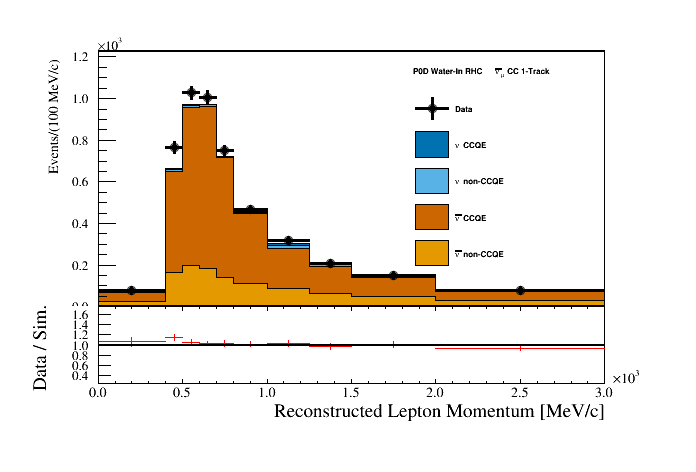 ×10³
1.2
1.0
0.8
0.6
0.4
0.2
0.0
Events/(100 MeV/c)
P0D Water-In RHC ν̄μ CC 1-Track
Data
ν CCQE
ν non-CCQE
ν̄ CCQE
ν̄ non-CCQE
1.6
1.4
1.2
1.0
0.8
0.6
0.4
Data / Sim.
0.0 0.5 1.0 1.5 2.0 2.5 3.0
×10³
Reconstructed Lepton Momentum [MeV/c]